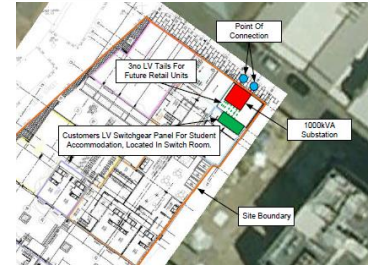 Point Of
Connection
3no LV Tails For
Future Retail Units
Customers LV Switchgear Panel For Student
Accommodation, Located In Switch Room.
1000kVA
Substation
Site Boundary